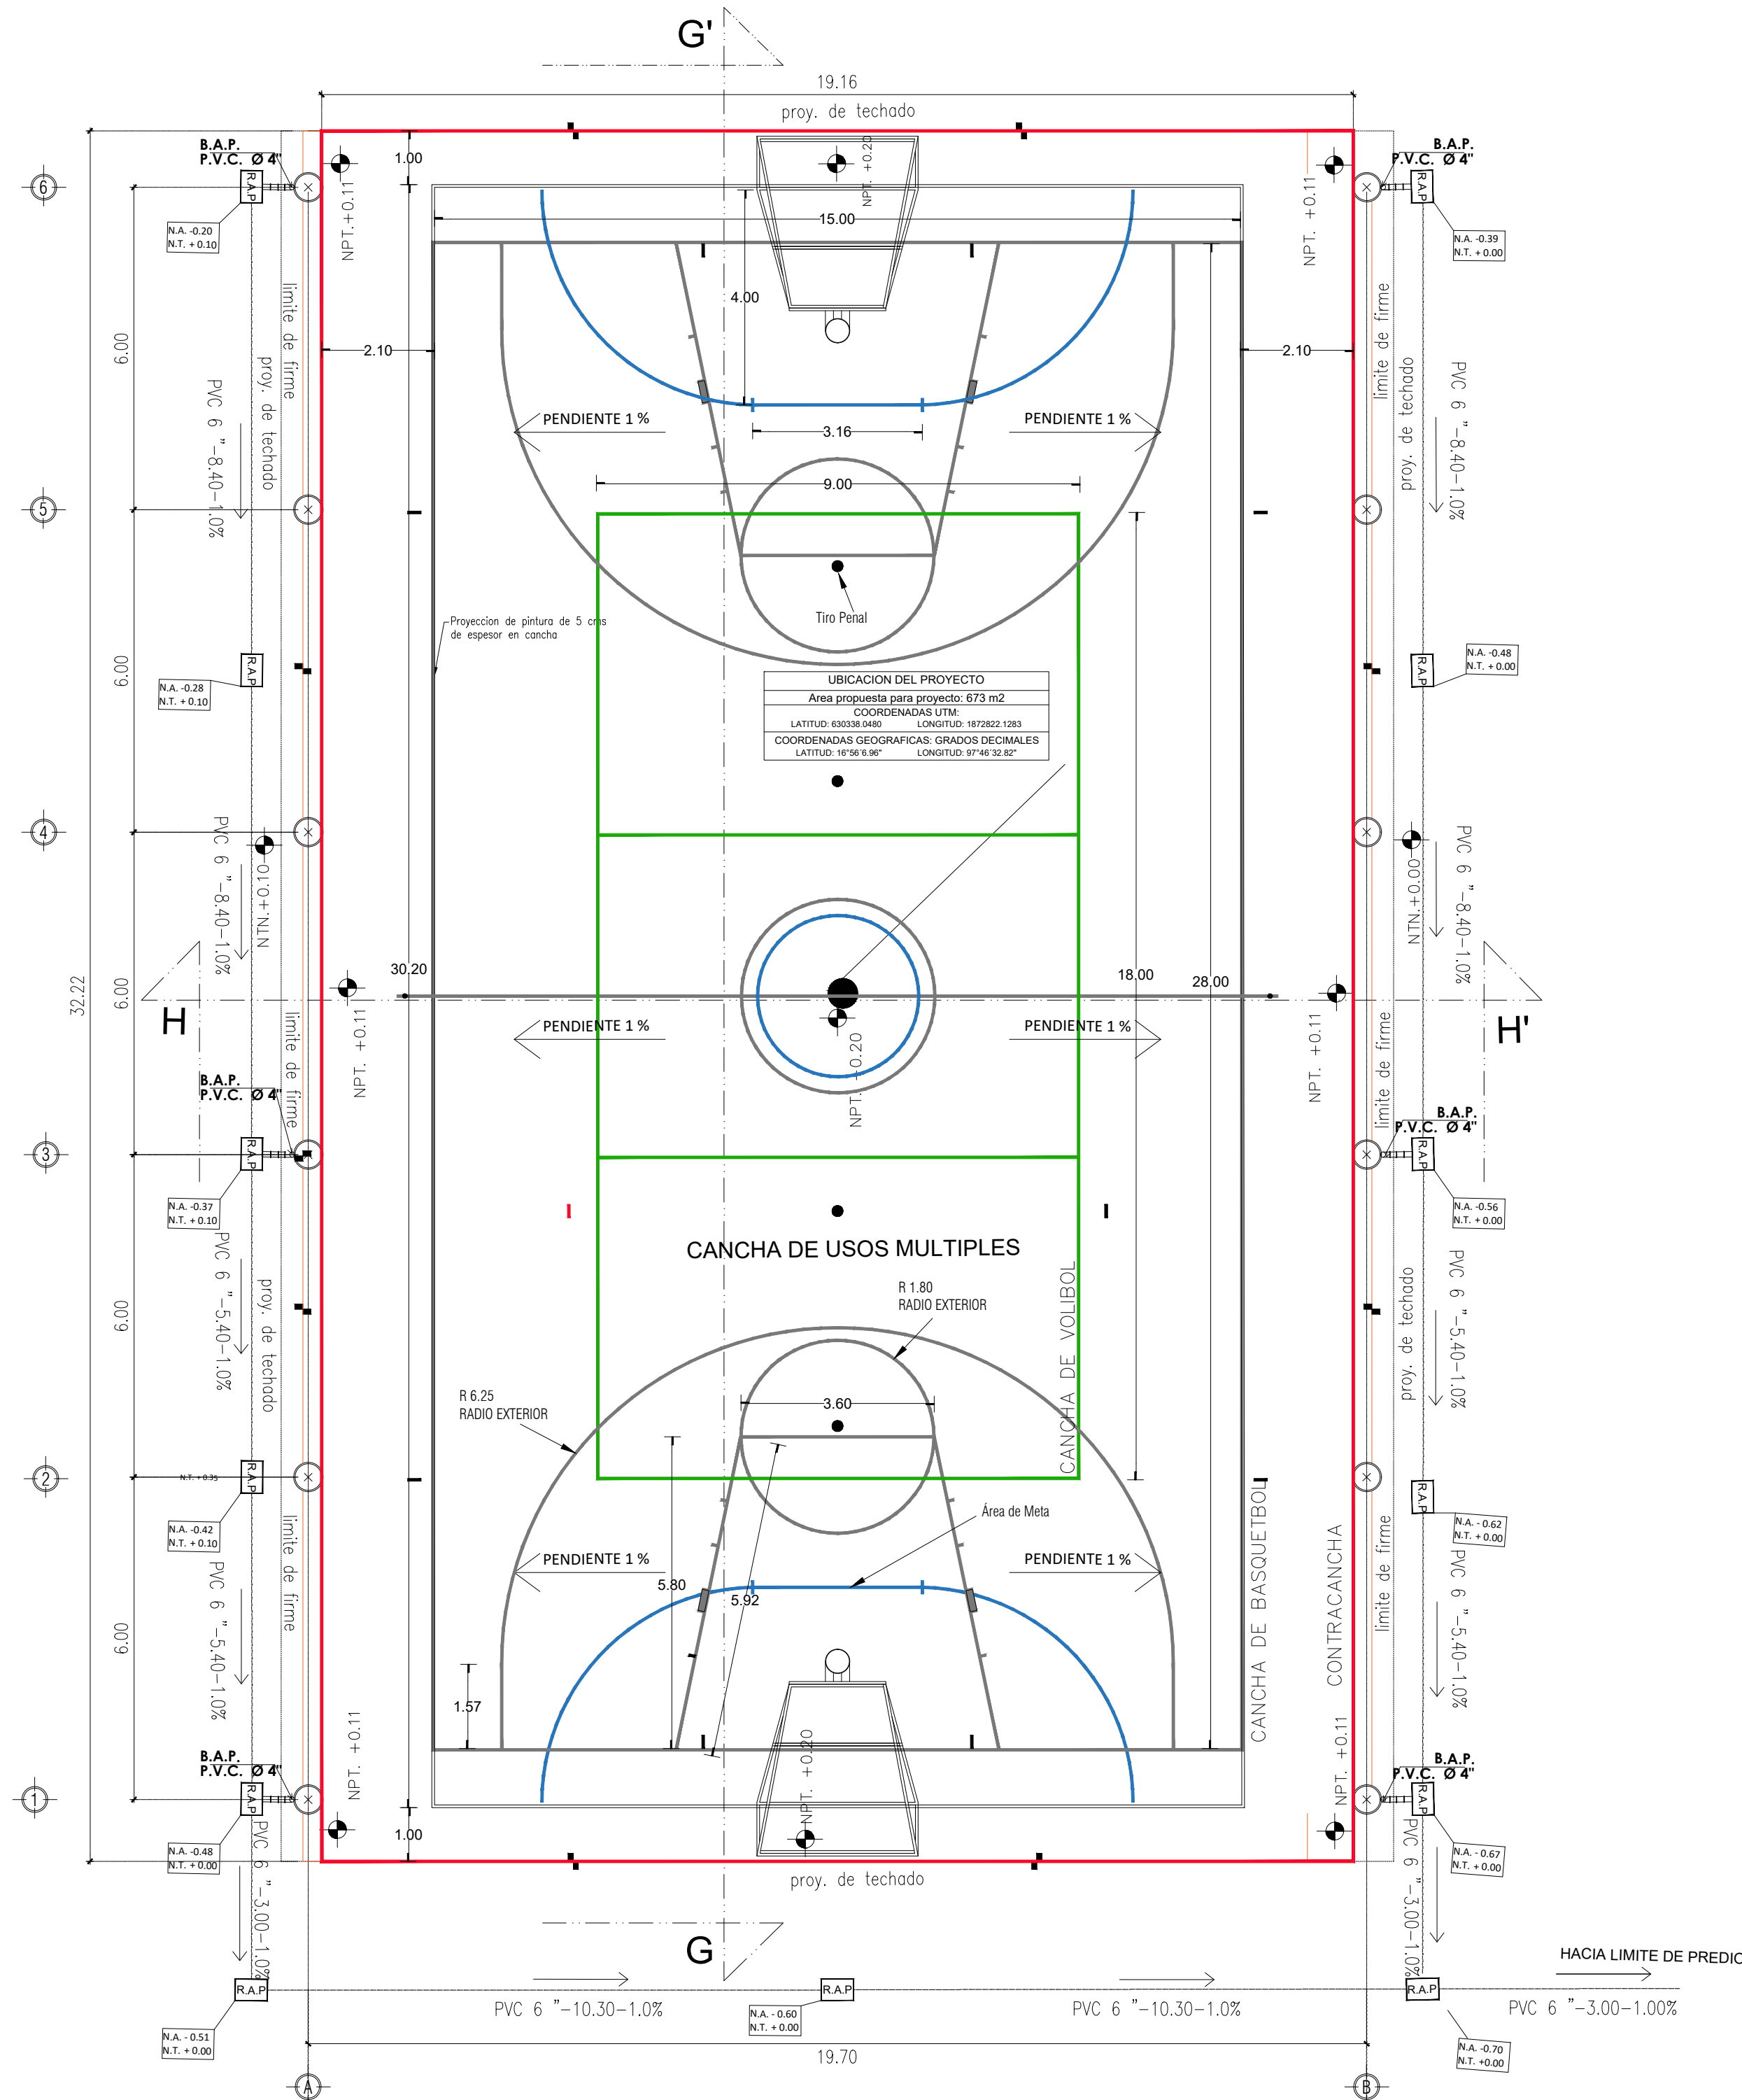 G'
19.16
proy. de techado
B.A.P.
P.V.C. Ø 4"
B.A.P.
P.V.C. Ø 4"
6
R.A.P
1.00
NPT.+0.11
NPT. +0.20
NPT. +0.11
R.A.P
N.A. -0.20
N.T. + 0.10
N.A. -0.39
N.T. + 0.00
15.00
4.00
6.00
limite de firme
proy. de techado
2.10
2.10
limite de firme
proy. de techado
PVC 6 "-8.40-1.0%
PVC 6 "-8.40-1.0%
PENDIENTE 1 %
PENDIENTE 1 %
3.16
9.00
5
Tiro Penal
Proyeccion de pintura de 5 cms
de espesor en cancha
6.00
R.A.P
R.A.P
N.A. -0.28
N.T. + 0.10
N.A. -0.48
N.T. + 0.00
UBICACION DEL PROYECTO
Area propuesta para proyecto: 673 m2
COORDENADAS UTM:
LATITUD: 630338.0480 LONGITUD: 1872822.1283
COORDENADAS GEOGRAFICAS: GRADOS DECIMALES
LATITUD: 16°56´6.96" LONGITUD: 97°46´32.82"
4
PVC 6 "-8.40-1.0%
NTN.+0.10
NTN.+0.00
PVC 6 "-8.40-1.0%
32.22
6.00
30.20
18.00
28.00
H
H'
PENDIENTE 1 %
PENDIENTE 1 %
NPT. +0.11
NPT. +0.20
NPT. +0.11
limite de firme
limite de firme
B.A.P.
P.V.C. Ø 4"
B.A.P.
P.V.C. Ø 4"
3
R.A.P
R.A.P
N.A. -0.37
N.T. + 0.10
N.A. -0.56
N.T. + 0.00
CANCHA DE USOS MULTIPLES
R 1.80
RADIO EXTERIOR
CANCHA DE VOLIBOL
6.00
PVC 6 "-5.40-1.0%
proy. de techado
proy. de techado
PVC 6 "-5.40-1.0%
R 6.25
RADIO EXTERIOR
3.60
2
N.T. + 0.35
R.A.P
R.A.P
N.A. -0.42
N.T. + 0.10
N.A. - 0.62
N.T. + 0.00
Área de Meta
CANCHA DE BASQUETBOL
CONTRACANCHA
limite de firme
limite de firme
PENDIENTE 1 %
PENDIENTE 1 %
5.80
5.92
6.00
PVC 6 "-5.40-1.0%
PVC 6 "-5.40-1.0%
1.57
NPT. +0.11
NPT. +0.20
NPT. +0.11
B.A.P.
P.V.C. Ø 4"
B.A.P.
P.V.C. Ø 4"
1
R.A.P
R.A.P
1.00
N.A. -0.48
N.T. + 0.00
N.A. - 0.67
N.T. + 0.00
proy. de techado
PVC 6 "-3.00-1.0%
PVC 6 "-3.00-1.0%
G
HACIA LIMITE DE PREDIO
R.A.P
R.A.P
R.A.P
PVC 6 "-10.30-1.0%
PVC 6 "-10.30-1.0%
PVC 6 "-3.00-1.00%
N.A. - 0.51
N.T. + 0.00
N.A. - 0.60
N.T. + 0.00
N.A. -0.70
N.T. +0.00
19.70
A
B